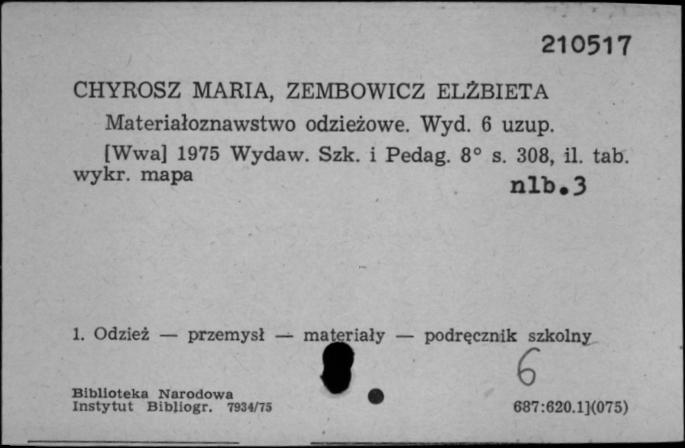 210517
CHYROSZ MARIA, ZEMBOWICZ ELŻBIETA
Materiałoznawstwo odzieżowe. Wyd. 6 uzup.
[Wwa] 1975 Wydaw. Szk. i Pedag. 8° s. 308, il. tab.
wykr. mapa
nlb.3
1. Odzież — przemysł — materiały — podręcznik szkolny
6
Biblioteka Narodowa
Instytut Bibliogr. 7934/75
687:620.1](075)